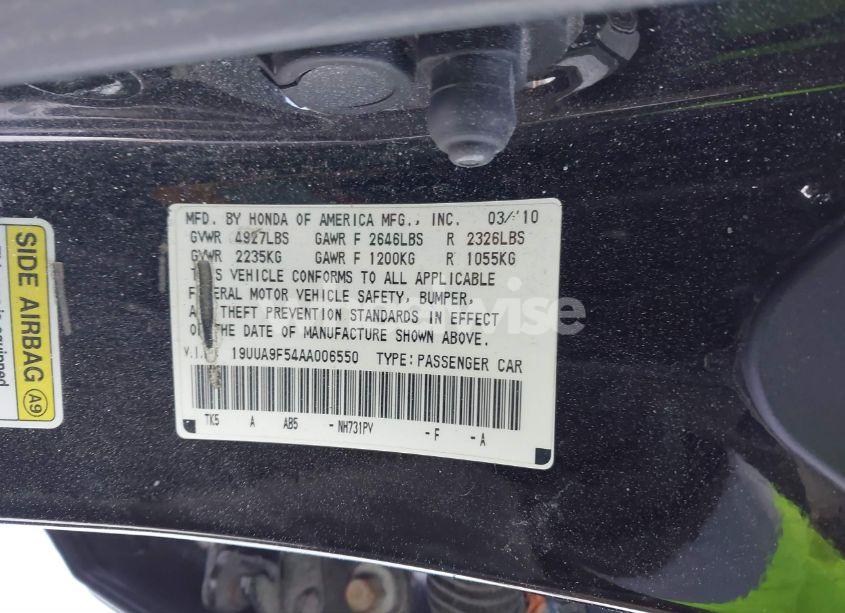 MFD. BY HONDA OF AMERICA MFG., INC. 03/'10
GVWR 4927LBS GAWR F 2646LBS R 2326LBS
GVWR 2235KG GAWR F 1200KG R 1055KG
VEHICLE CONFORMS TO ALL APPLICABLE
MOTOR VEHICLE SAFETY, BUMPER,
THEFT PREVENTION STANDARDS IN EFFECT
THE DATE OF MANUFACTURE SHOWN ABOVE.
19UUA9F54AA006550 TYPE: PASSENGER CAR
TK5 A AB5 - NH731PY - F - A
SIDE AIRBAG A9
equipped